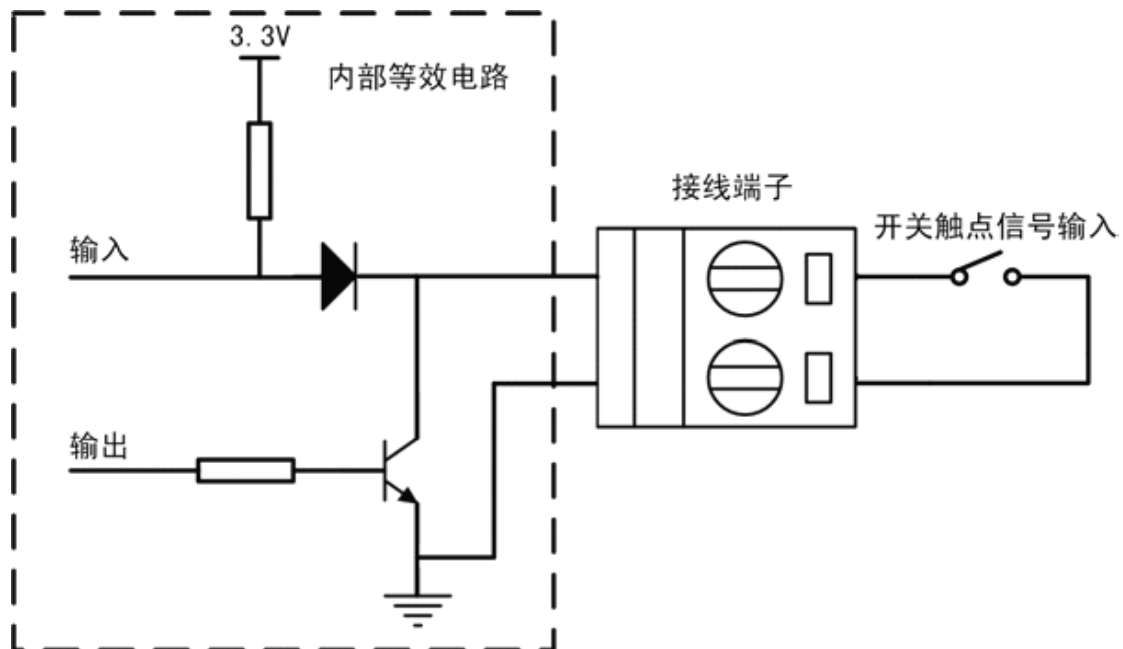 3.3V
内部等效电路
接线端子
开关触点信号输入
输入
输出